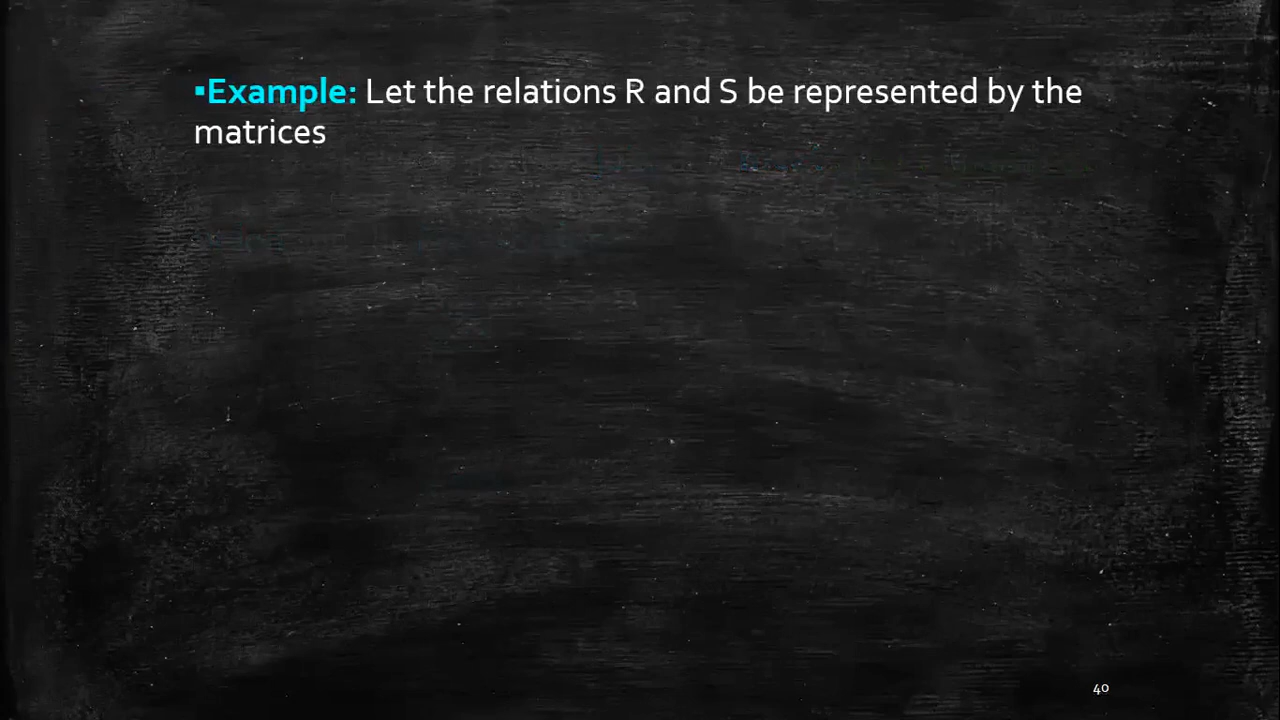 ▪Example: Let the relations R and S be represented by the
matrices
40